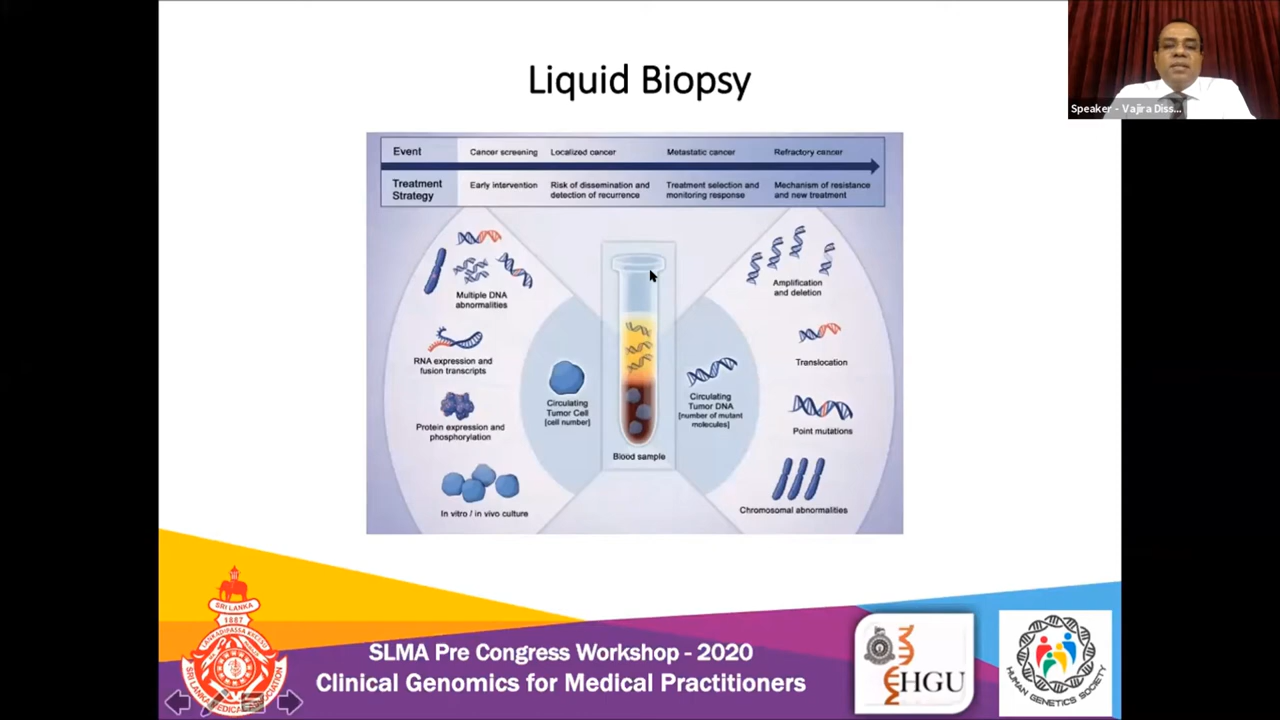 Liquid Biopsy
Speaker - Vajira Diss...
Event
Cancer screening
Localized cancer
Metastatic cancer
Refractory cancer
Treatment
Strategy
Early intervention
Risk of dissemination and
detection of recurrence
Treatment selection and
monitoring response
Mechanism of resistance
and new treatment
Multiple DNA
abnormalities
RNA expression and
fusion transcripts
Protein expression and
phosphorylation
In vitro / in vivo culture
Circulating
Tumor Cell
[cell number]
Blood sample
Circulating
Tumor DNA
[number of mutant
molecules]
Amplification
and deletion
Translocation
Point mutations
Chromosomal abnormalities
SRI LANKA
1887
SRI LANKA MEDICAL ASSOCIATION
SLMA Pre Congress Workshop - 2020
Clinical Genomics for Medical Practitioners
HGU
HUMAN GENETICS SOCIETY